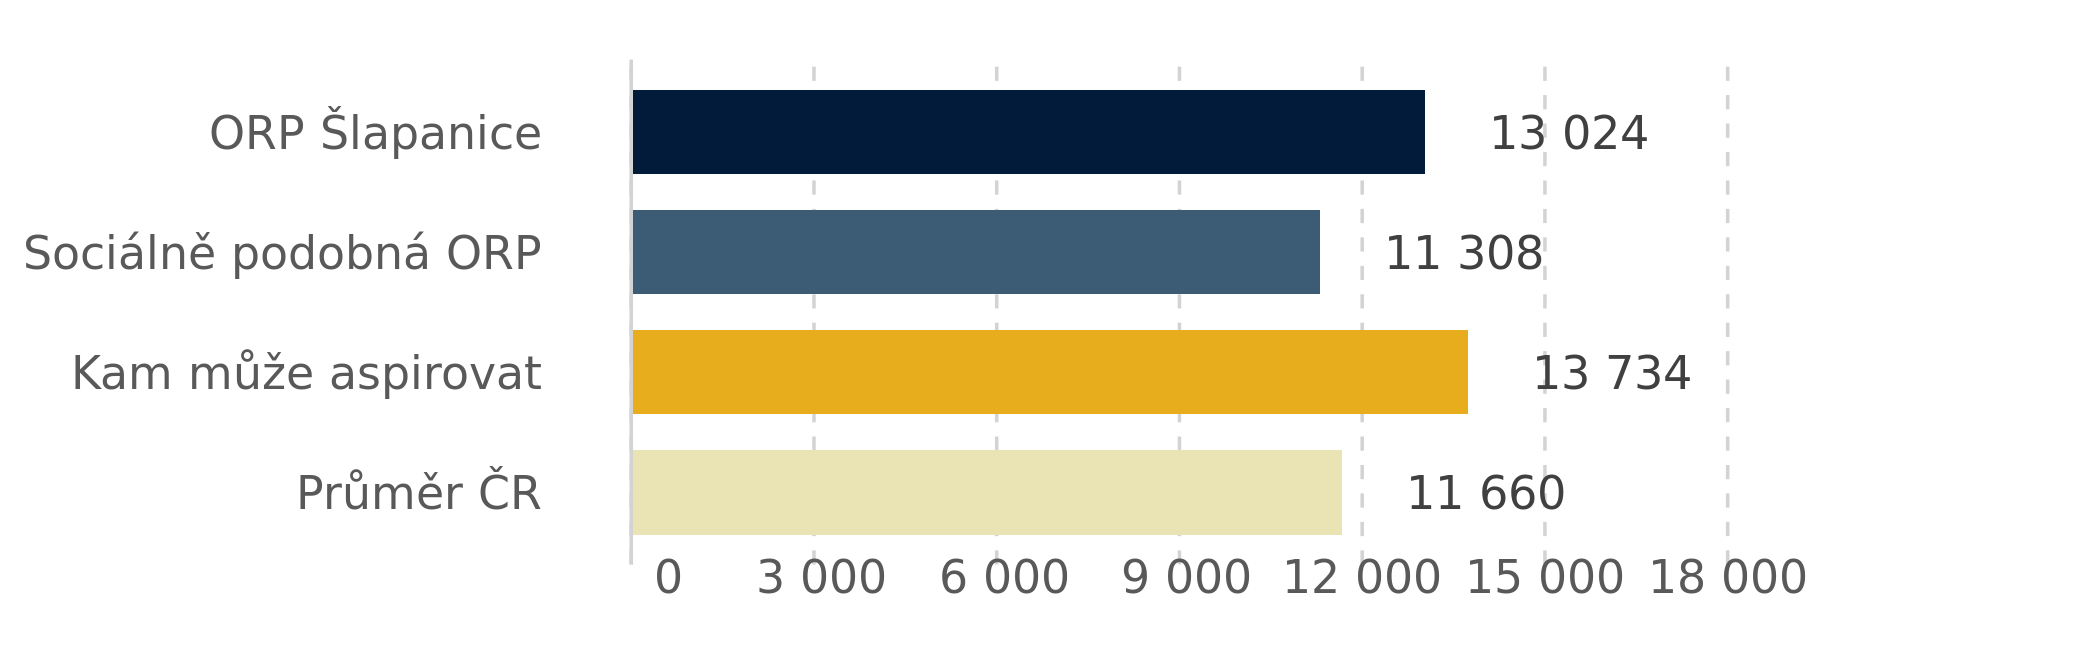 ORP Šlapanice 13 024
Sociálně podobná ORP 11 308
Kam může aspirovat 13 734
Průměr ČR 11 660
0 3 000 6 000 9 000 12 000 15 000 18 000